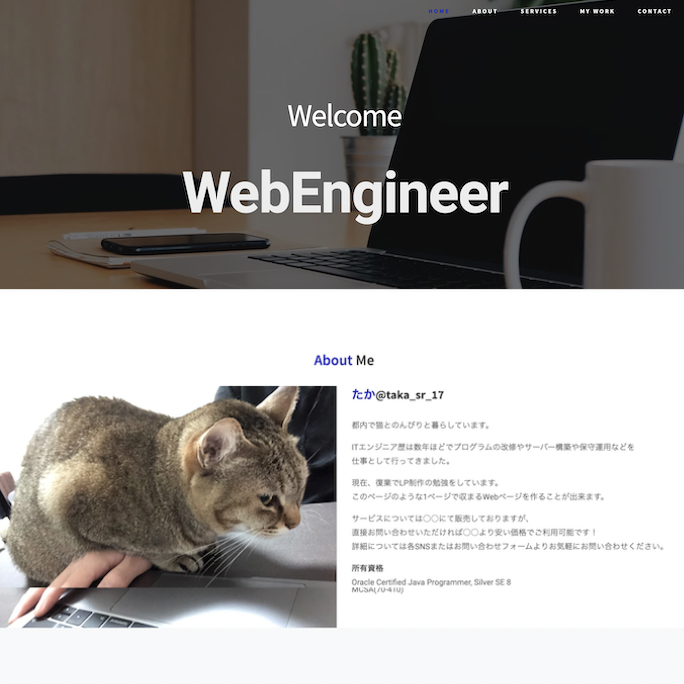 HOME ABOUT SERVICES MY WORK CONTACT
Welcome
WebEngineer
About Me
たか@taka_sr_17
都内で猫とのんびりと暮らしています。
ITエンジニア歴は数年ほどでプログラムの改修やサーバー構築や保守運用などを
仕事として行ってきました。
現在、復業でLP制作の勉強をしています。
このページのような1ページで収まるWebページを作ることが出来ます。
サービスについては〇〇にて販売しておりますが、
直接お問い合わせいただければ〇〇より安い価格でご利用可能です！
詳細については各SNSまたはお問い合わせフォームよりお気軽にお問い合わせください。
所有資格
Oracle Certified Java Programmer, Silver SE 8
MCSA(70-410)